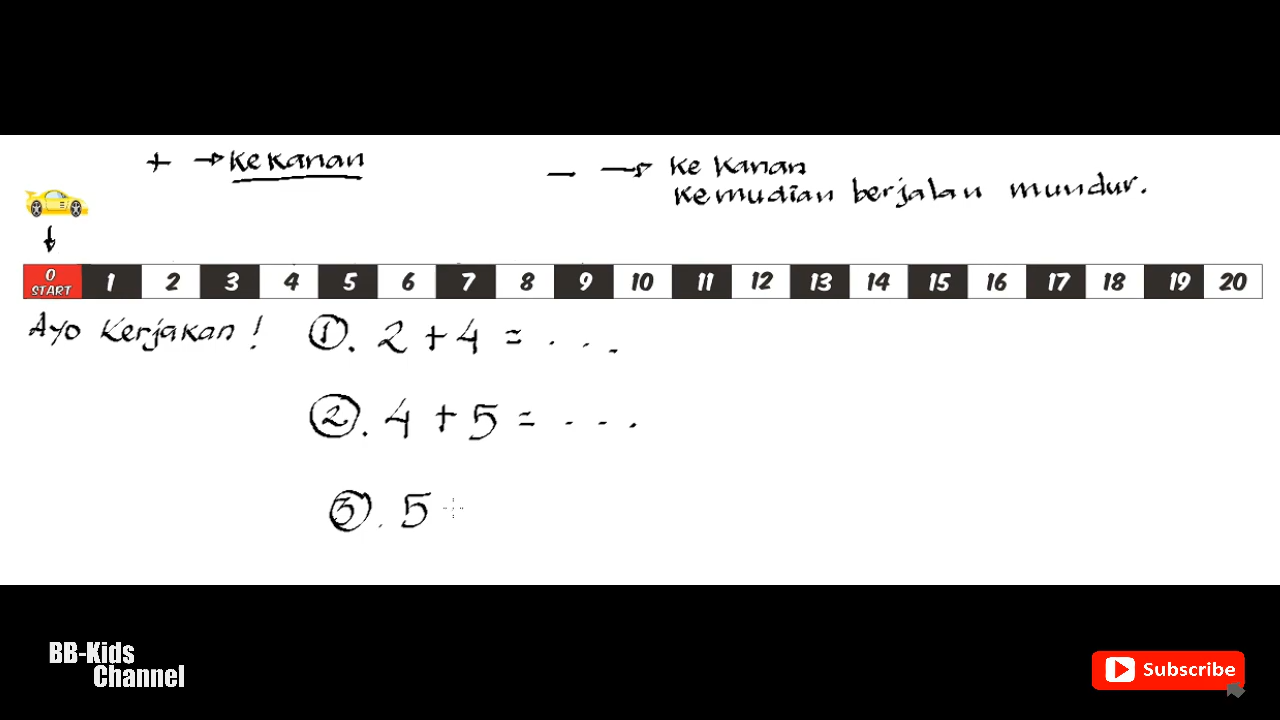 + → Ke Kanan
- → Ke Kanan
Kemudian berjalan mundur.
0 START 1 2 3 4 5 6 7 8 9 10 11 12 13 14 15 16 17 18 19 20
Ayo Kerjakan !
1. 2 + 4 = ...
2. 4 + 5 = ...
3. 5
BB-Kids
Channel
Subscribe